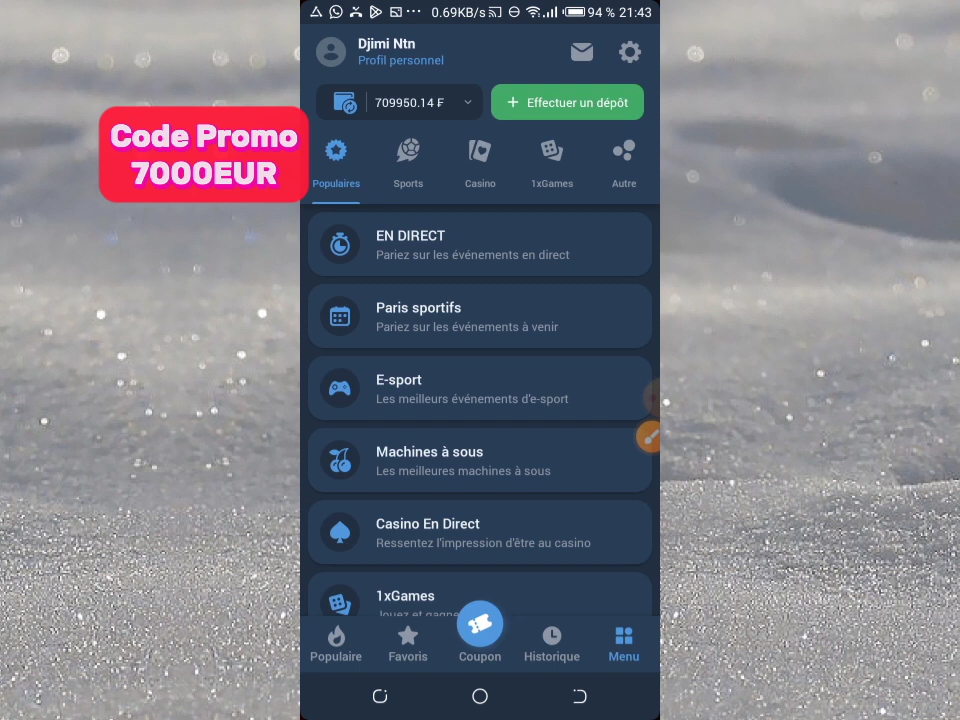 0.69KB/s 94 % 21:43
Djimi Ntn
Profil personnel
709950.14 ₣
+ Effectuer un dépôt
Code Promo
7000EUR
Populaires
Sports
Casino
1xGames
Autre
EN DIRECT
Pariez sur les événements en direct
Paris sportifs
Pariez sur les événements à venir
E-sport
Les meilleurs événements d'e-sport
Machines à sous
Les meilleures machines à sous
Casino En Direct
Ressentez l'impression d'être au casino
1xGames
Jouez et gagne
Populaire
Favoris
Coupon
Historique
Menu